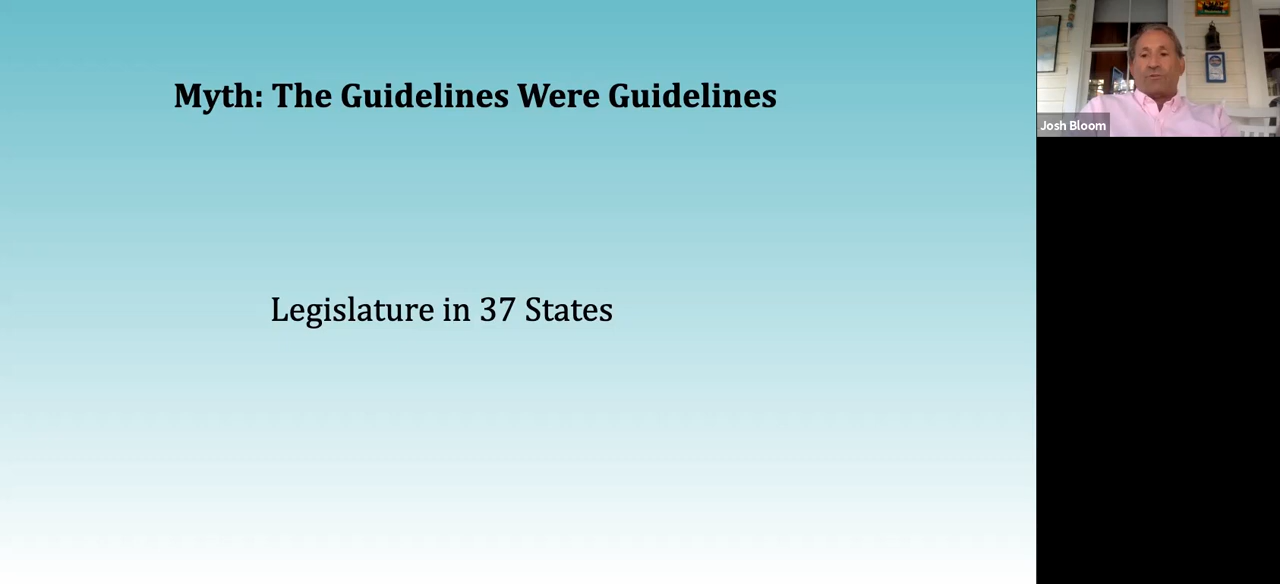 Myth: The Guidelines Were Guidelines
Legislature in 37 States
Josh Bloom